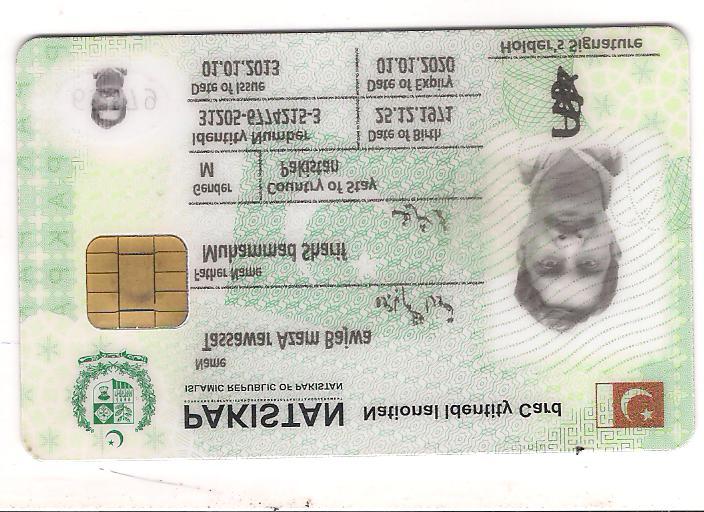 PAKISTAN National Identity Card
ISLAMIC REPUBLIC OF PAKISTAN
Name
Tassawar Azam Bajwa
Father Name
Muhammad Sharif
Gender
M
Country of Stay
Pakistan
Identity Number
31205-6774215-3
Date of Birth
25.12.1971
Date of Issue
01.01.2013
Date of Expiry
01.01.2020
Holder's Signature